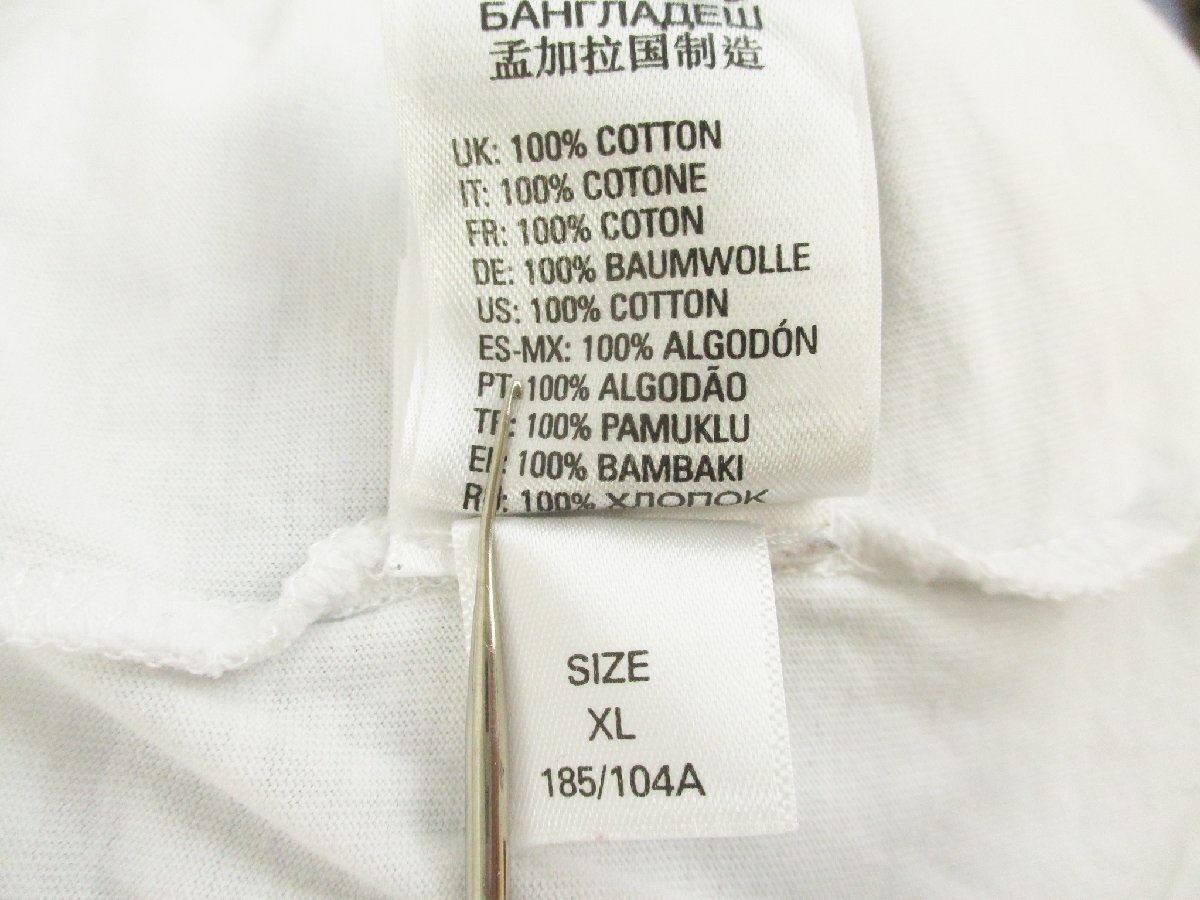 БАНГЛАДЕШ
孟加拉国制造
UK: 100% COTTON
IT: 100% COTONE
FR: 100% COTON
DE: 100% BAUMWOLLE
US: 100% COTTON
ES-MX: 100% ALGODÓN
PT: 100% ALGODÃO
TR: 100% PAMUKLU
100% BAMBAKI
RU: 100% ХЛОПОК
SIZE
XL
185/104A